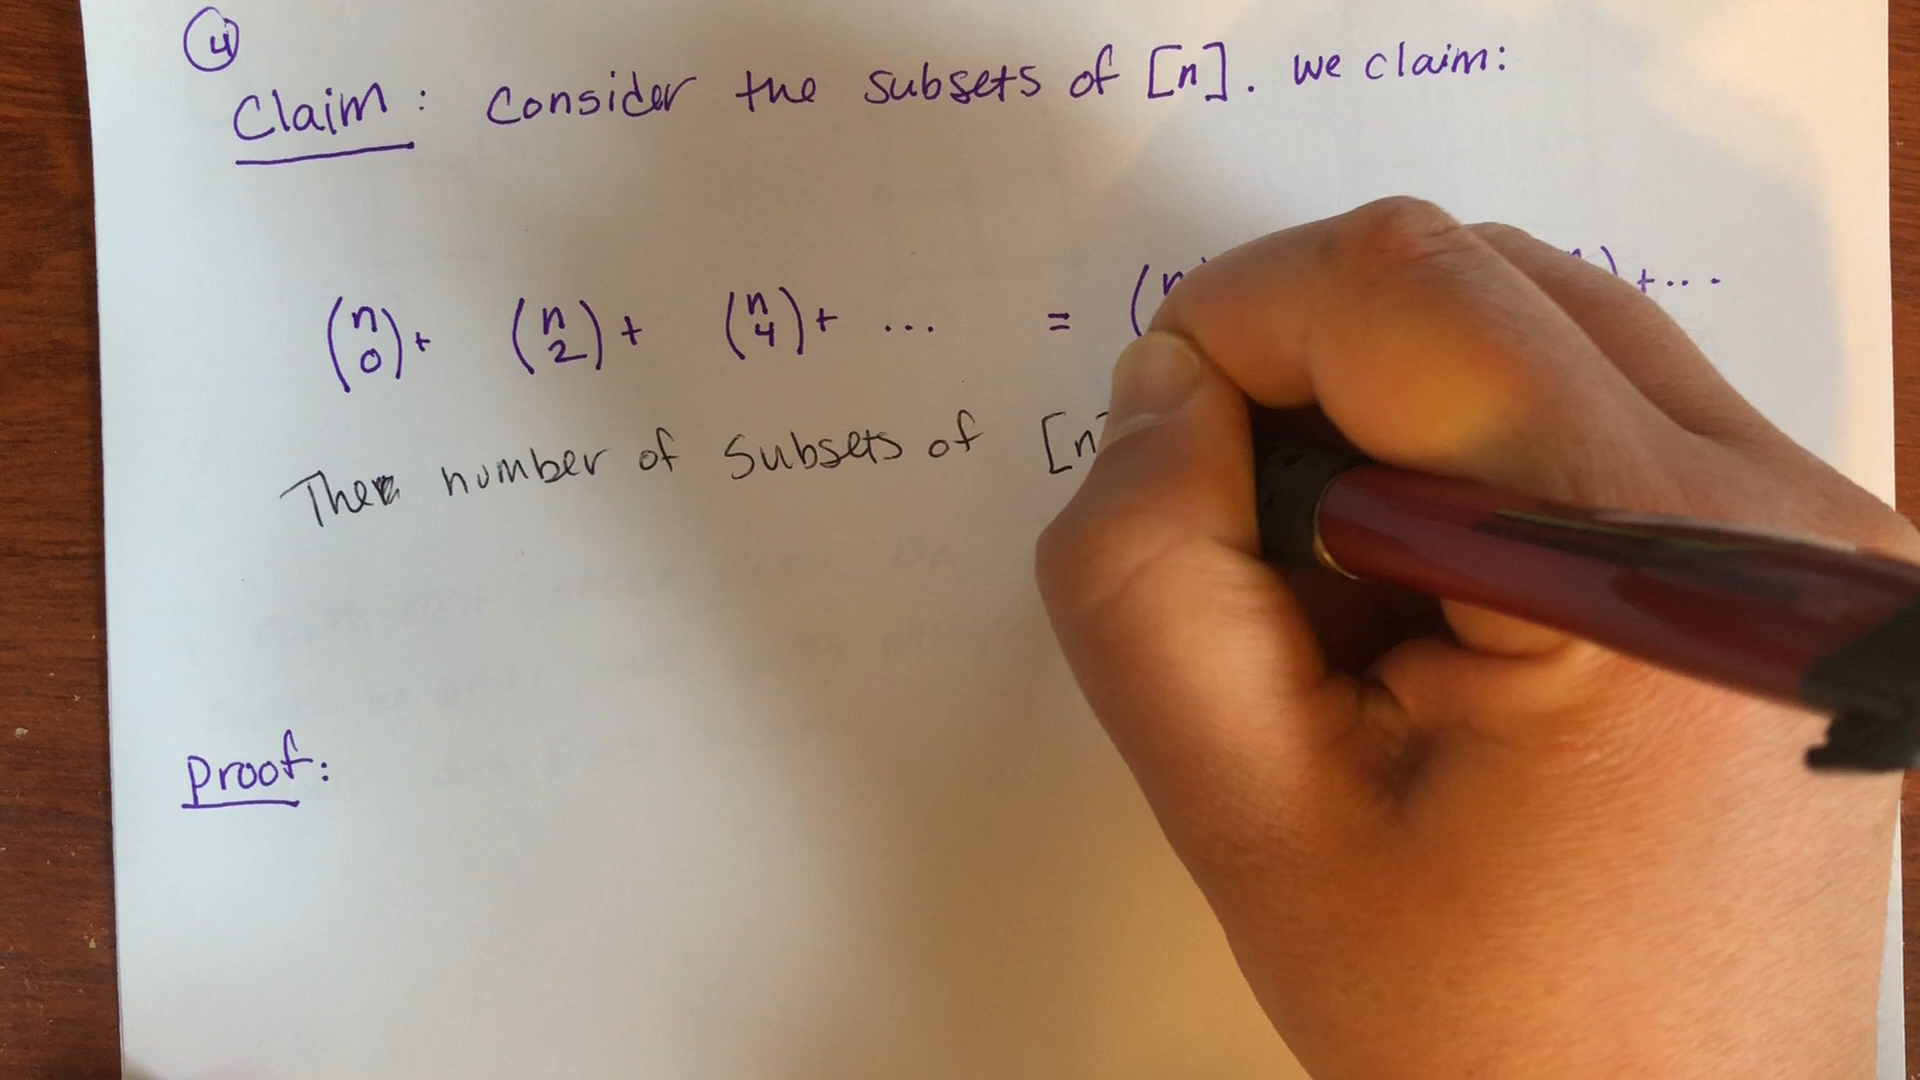 4
Claim: Consider the subsets of [n]. we claim:
(n 0) + (n 2) + (n 4) + ... = (n ) + ...
The number of subsets of [n]
Proof: